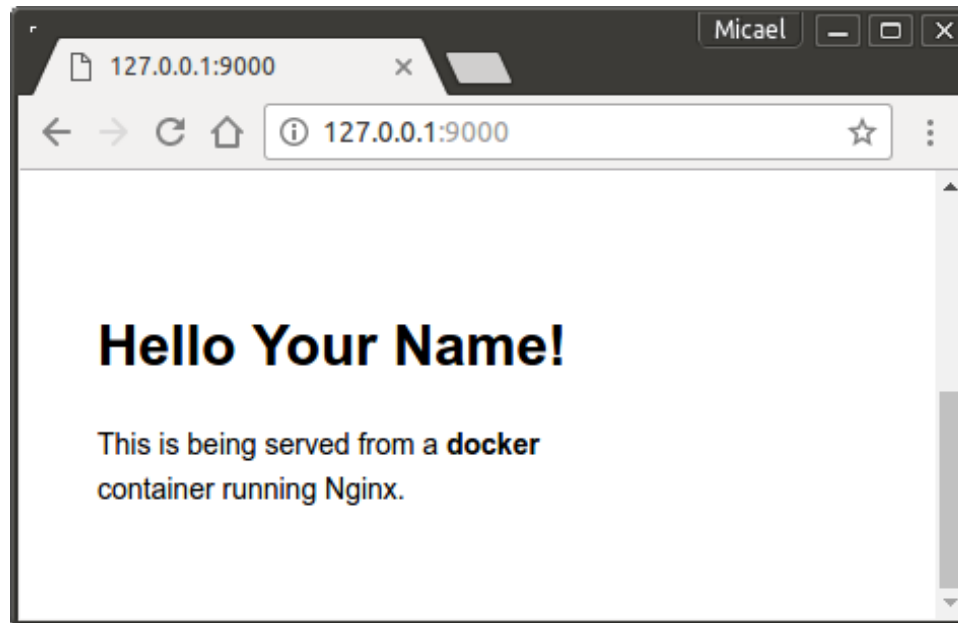 Micael
127.0.0.1:9000
127.0.0.1:9000
Hello Your Name!
This is being served from a docker
container running Nginx.